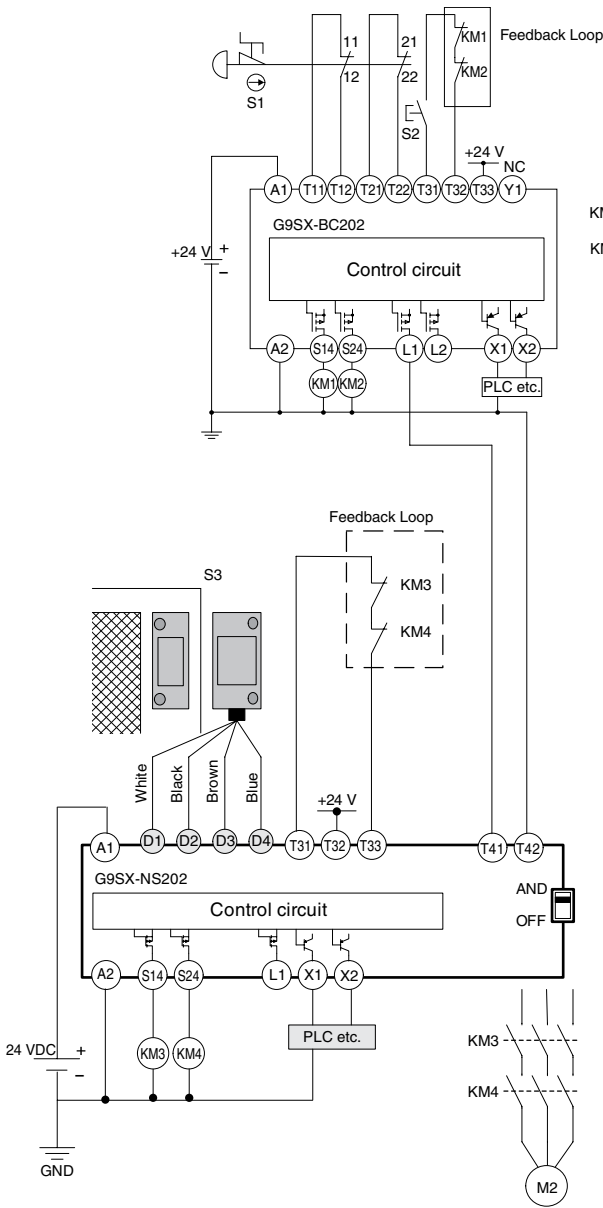 11 21
KM1 Feedback Loop
12 22
KM2
S1
S2
+24 V
NC
A1 T11 T12 T21 T22 T31 T32 T33 Y1
KM
G9SX-BC202
KM
+24 V + −
Control circuit
A2 S14 S24 L1 L2 X1 X2
KM1 KM2 PLC etc.
Feedback Loop
S3
KM3
KM4
White Black Brown Blue
+24 V
A1 D1 D2 D3 D4 T31 T32 T33 T41 T42
G9SX-NS202
AND
Control circuit
OFF
A2 S14 S24 L1 X1 X2
PLC etc.
KM3
24 VDC + −
KM3 KM4
KM4
GND
M2